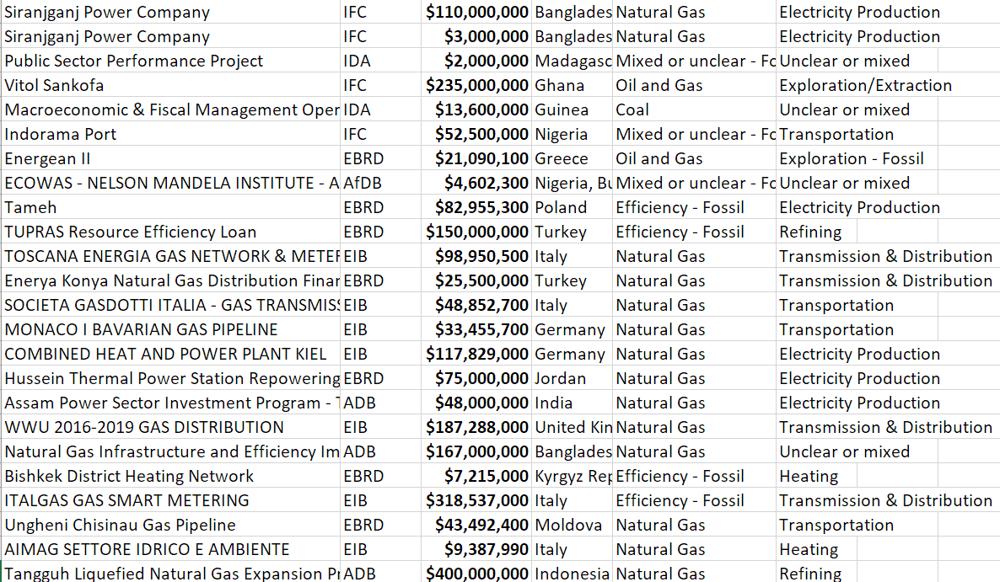 Siranjganj Power Company IFC $110,000,000 Banglades Natural Gas Electricity Production
Siranjganj Power Company IFC $3,000,000 Banglades Natural Gas Electricity Production
Public Sector Performance Project IDA $2,000,000 Madagasc Mixed or unclear - Fo Unclear or mixed
Vitol Sankofa IFC $235,000,000 Ghana Oil and Gas Exploration/Extraction
Macroeconomic & Fiscal Management Oper IDA $13,600,000 Guinea Coal Unclear or mixed
Indorama Port IFC $52,500,000 Nigeria Mixed or unclear - Fo Transportation
Energean II EBRD $21,090,100 Greece Oil and Gas Exploration - Fossil
ECOWAS - NELSON MANDELA INSTITUTE - A AfDB $4,602,300 Nigeria, Bu Mixed or unclear - Fo Unclear or mixed
Tameh EBRD $82,955,300 Poland Efficiency - Fossil Electricity Production
TUPRAS Resource Efficiency Loan EBRD $150,000,000 Turkey Efficiency - Fossil Refining
TOSCANA ENERGIA GAS NETWORK & METER EIB $98,950,500 Italy Natural Gas Transmission & Distribution
Enerya Konya Natural Gas Distribution Finan EBRD $25,500,000 Turkey Natural Gas Transmission & Distribution
SOCIETA GASDOTTI ITALIA - GAS TRANSMISS EIB $48,852,700 Italy Natural Gas Transportation
MONACO I BAVARIAN GAS PIPELINE EIB $33,455,700 Germany Natural Gas Transportation
COMBINED HEAT AND POWER PLANT KIEL EIB $117,829,000 Germany Natural Gas Electricity Production
Hussein Thermal Power Station Repowering EBRD $75,000,000 Jordan Natural Gas Electricity Production
Assam Power Sector Investment Program - T ADB $48,000,000 India Natural Gas Electricity Production
WWU 2016-2019 GAS DISTRIBUTION EIB $187,288,000 United Kin Natural Gas Transmission & Distribution
Natural Gas Infrastructure and Efficiency Im ADB $167,000,000 Banglades Natural Gas Unclear or mixed
Bishkek District Heating Network EBRD $7,215,000 Kyrgyz Rep Efficiency - Fossil Heating
ITALGAS GAS SMART METERING EIB $318,537,000 Italy Efficiency - Fossil Transmission & Distribution
Ungheni Chisinau Gas Pipeline EBRD $43,492,400 Moldova Natural Gas Transportation
AIMAG SETTORE IDRICO E AMBIENTE EIB $9,387,990 Italy Natural Gas Heating
Tangguh Liquefied Natural Gas Expansion Pr ADB $400,000,000 Indonesia Natural Gas Refining